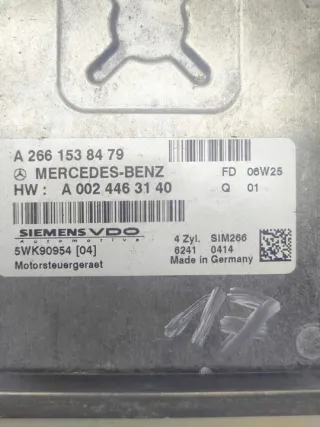 A 266 153 84 79
MERCEDES-BENZ FD 06W25
HW : A 002 446 31 40 Q 01
SIEMENS VDO
Automotive
4 Zyl. SIM266
5WK90954 [04] 6241 0414
Motorsteuergeraet Made in Germany